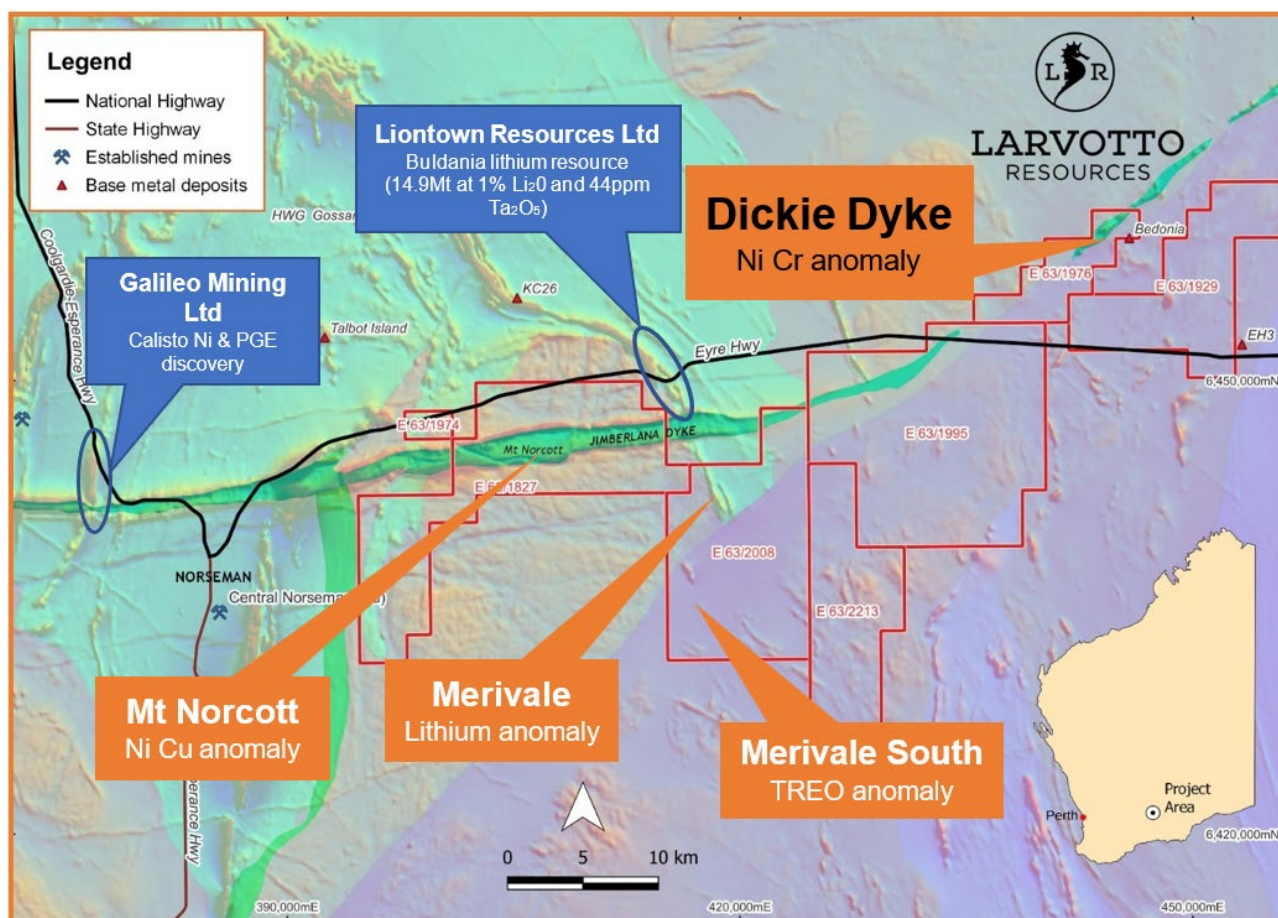 Legend
National Highway
State Highway
Established mines
Base metal deposits
L R
LARVOTTO
RESOURCES
Liontown Resources Ltd
Buldania lithium resource
(14.9Mt at 1% Li₂0 and 44ppm
Ta₂O₅)
Dickie Dyke
Ni Cr anomaly
HWG Gossan
Coolgardie-Esperance Hwy
Galileo Mining
Ltd
Calisto Ni & PGE
discovery
KC26
Talbot Island
Bedonia
E 63/1976
E 63/1929
EH3
Eyre Hwy
6,450,000mN
E 63/1974
Mt Norcott
JIMBERLANA DYKE
E 63/1995
E 63/1827
E 63/2008
NORSEMAN
Central Norseman
E 63/2213
Mt Norcott
Ni Cu anomaly
Merivale
Lithium anomaly
Merivale South
TREO anomaly
Perth
Project
Area
6,420,000mN
0 5 10 km
390,000mE
420,000mE
450,000mE